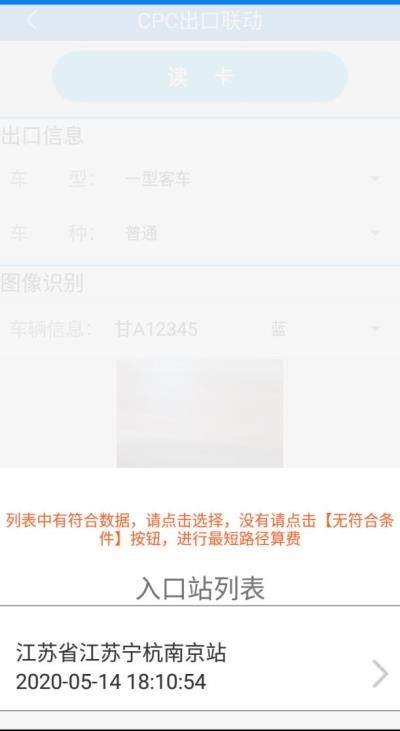 CPC出口联动
读 卡
出口信息
车 型： 一型客车
车 种： 普通
图像识别
车辆信息： 甘A12345 蓝
列表中有符合数据，请点击选择，没有请点击【无符合条
件】按钮，进行最短路径算费
入口站列表
江苏省江苏宁杭南京站
2020-05-14 18:10:54